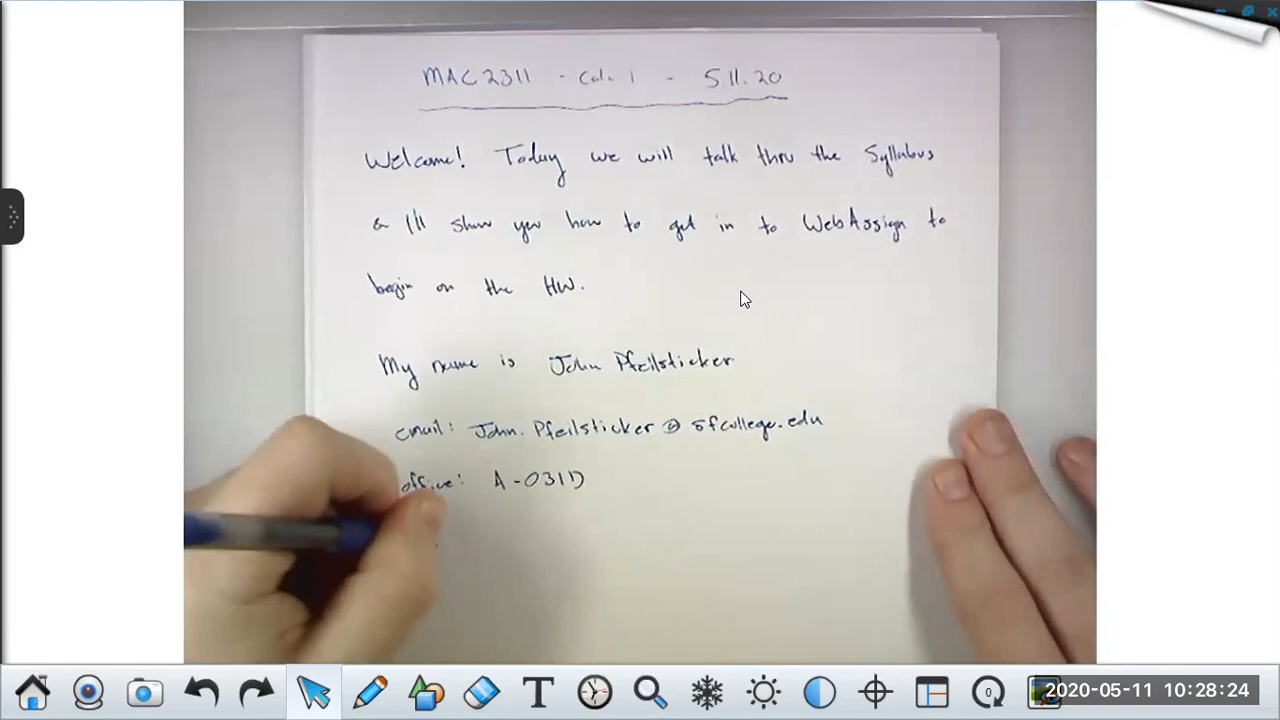 MAC2311 - Calc 1 - 5.11.20
Welcome! Today we will talk thru the Syllabus
& I'll show you how to get in to WebAssign to
begin on the HW.
My name is John Pfeilsticker
email: John.Pfeilsticker@sfcollege.edu
office: A-031D
T
0
2020-05-11 10:28:24